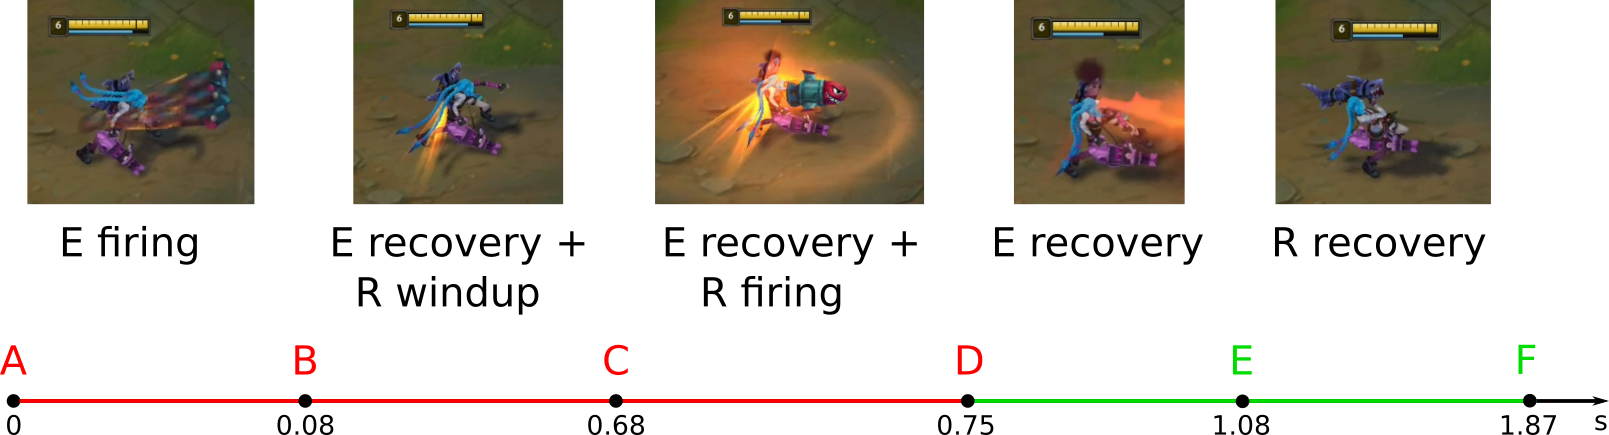 6 6 6 6 6
E firing E recovery + E recovery + E recovery R recovery
R windup R firing
A B C D E F
0 0.08 0.68 0.75 1.08 1.87 s